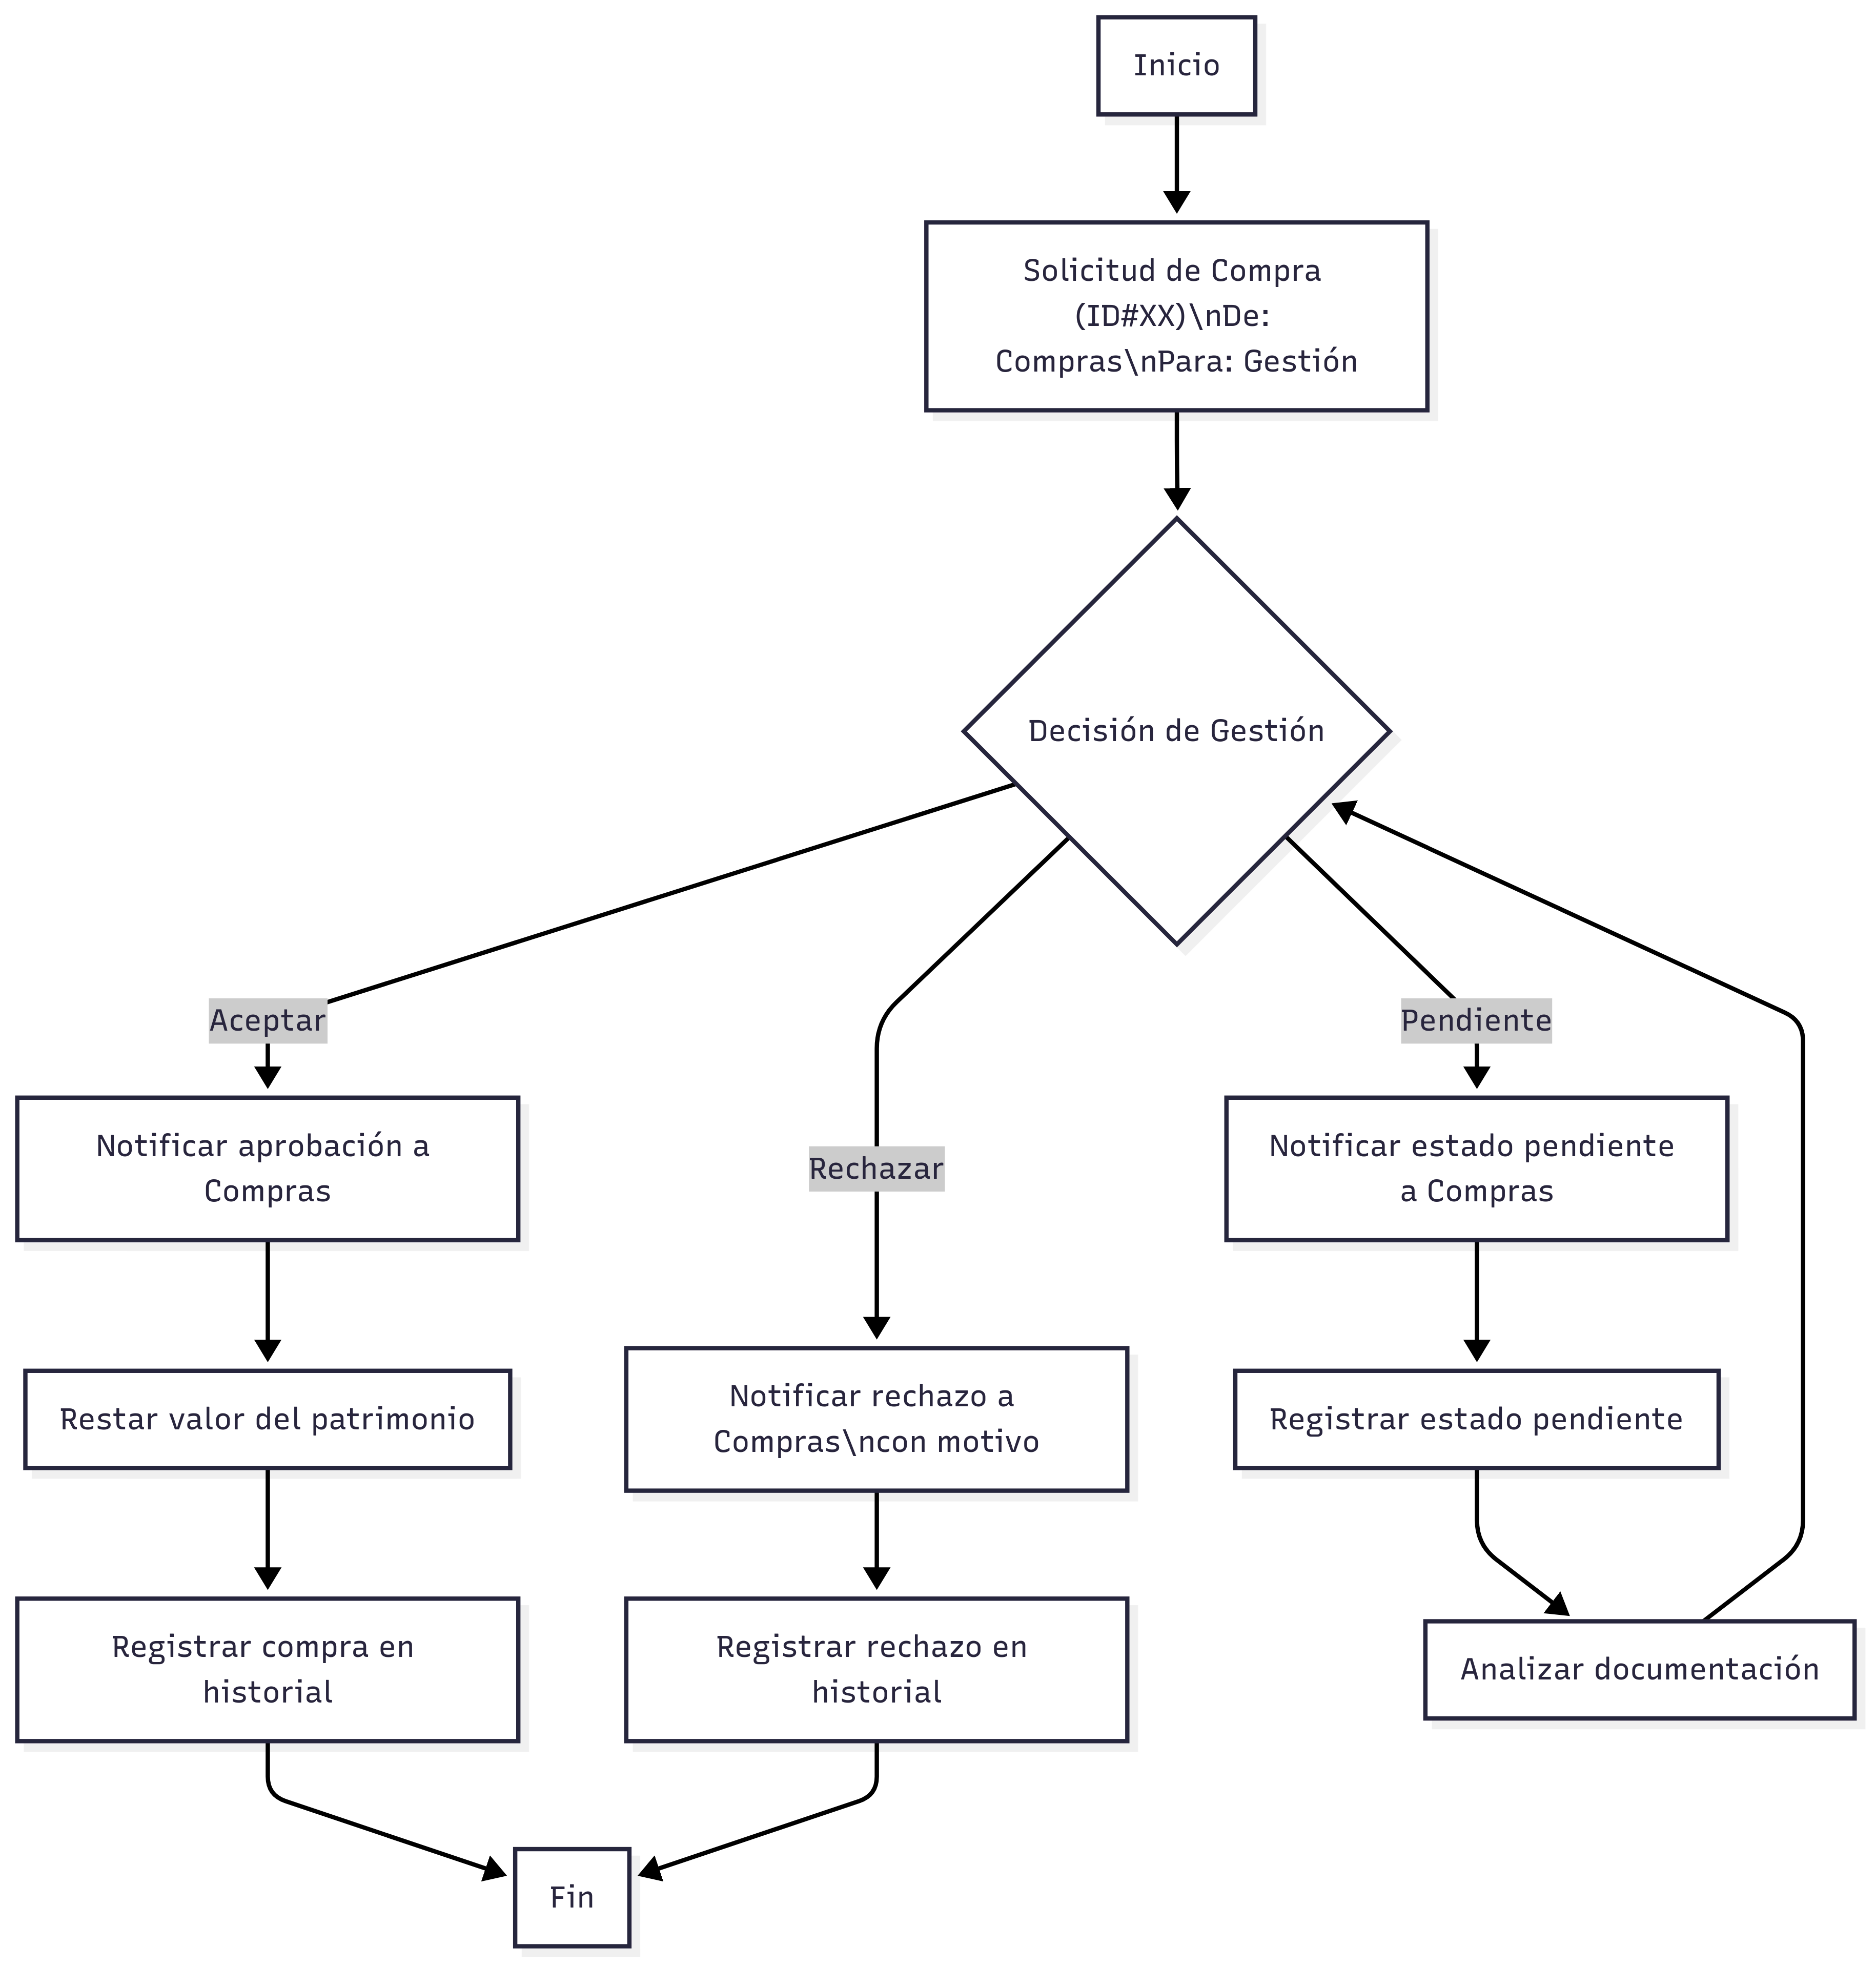 Inicio
Solicitud de Compra
(ID#XX)\nDe:
Compras\nPara: Gestión
Decisión de Gestión
Aceptar
Pendiente
Rechazar
Notificar aprobación a
Compras
Notificar estado pendiente
a Compras
Restar valor del patrimonio
Notificar rechazo a
Compras\ncon motivo
Registrar estado pendiente
Registrar compra en
historial
Registrar rechazo en
historial
Analizar documentación
Fin